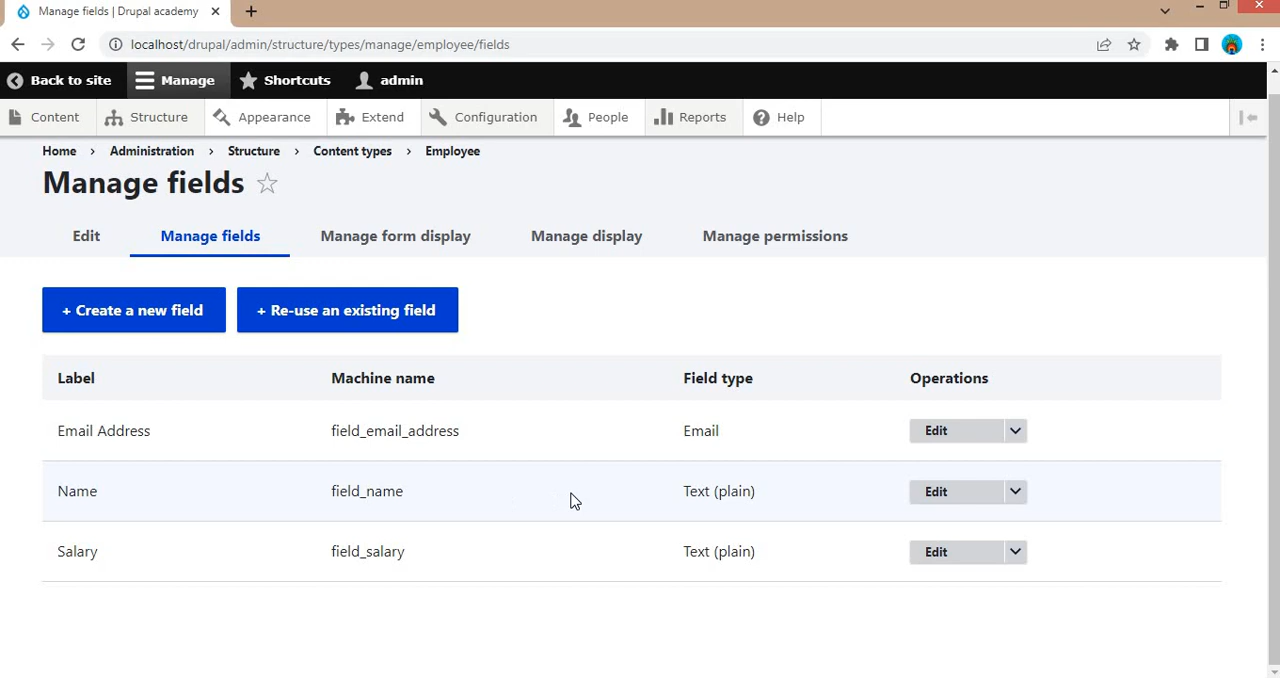 Manage fields | Drupal academy
localhost/drupal/admin/structure/types/manage/employee/fields
Back to site Manage Shortcuts admin
Content Structure Appearance Extend Configuration People Reports Help
Home › Administration › Structure › Content types › Employee
Manage fields
Edit Manage fields Manage form display Manage display Manage permissions
+ Create a new field + Re-use an existing field
Label Machine name Field type Operations
Email Address field_email_address Email Edit
Name field_name Text (plain) Edit
Salary field_salary Text (plain) Edit